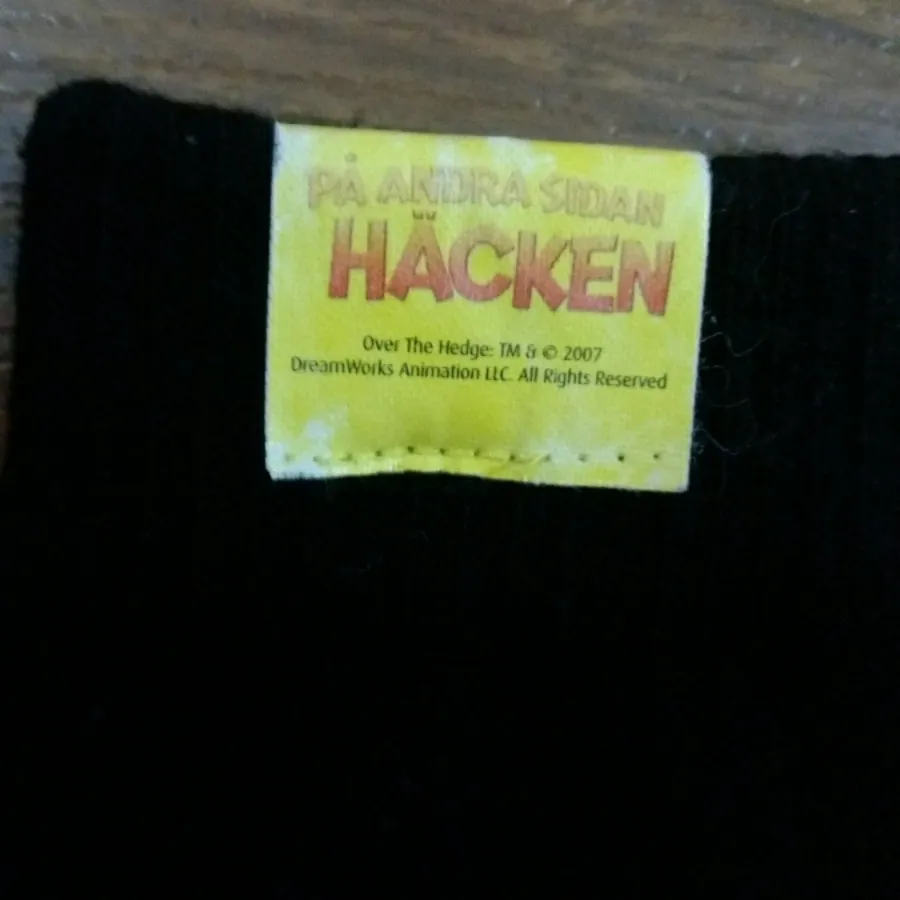 PÅ ANDRA SIDAN
HÄCKEN
Over The Hedge: TM & © 2007
DreamWorks Animation LLC. All Rights Reserved